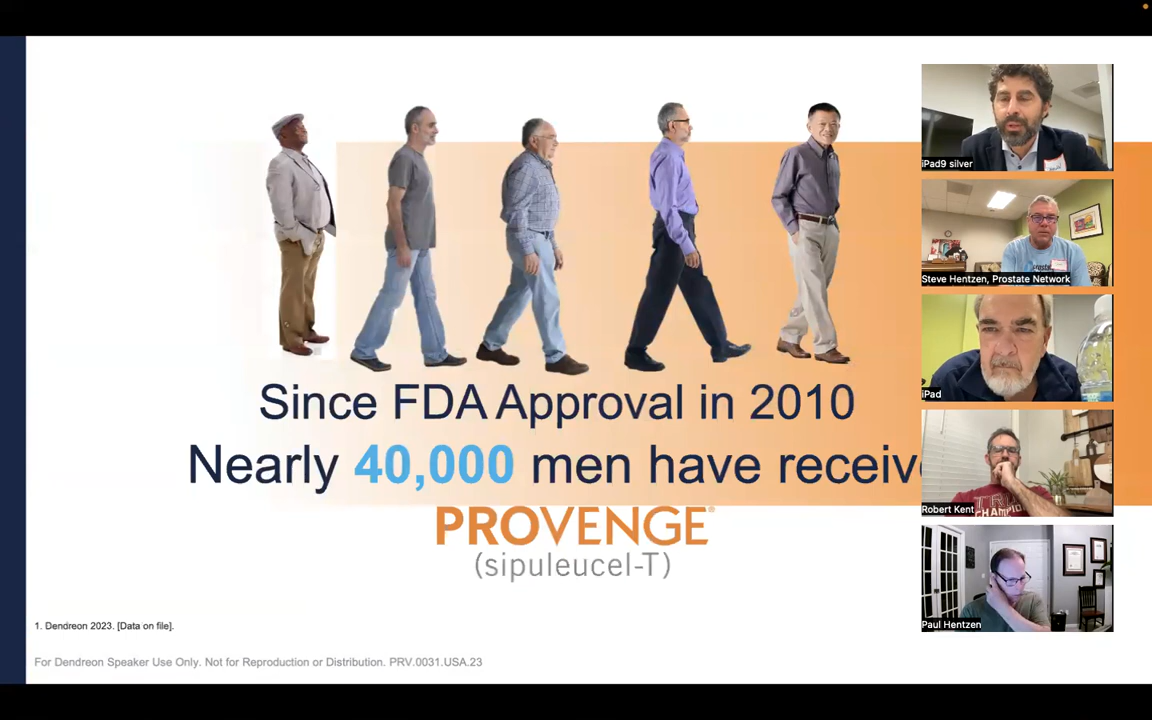 Since FDA Approval in 2010
Nearly 40,000 men have receiv
PROVENGE®
(sipuleucel-T)
1. Dendreon 2023. [Data on file].
For Dendreon Speaker Use Only. Not for Reproduction or Distribution. PRV.0031.USA.23
iPad9 silver
Steve Hentzen, Prostate Network
iPad
Robert Kent
CHAMPION
Paul Hentzen